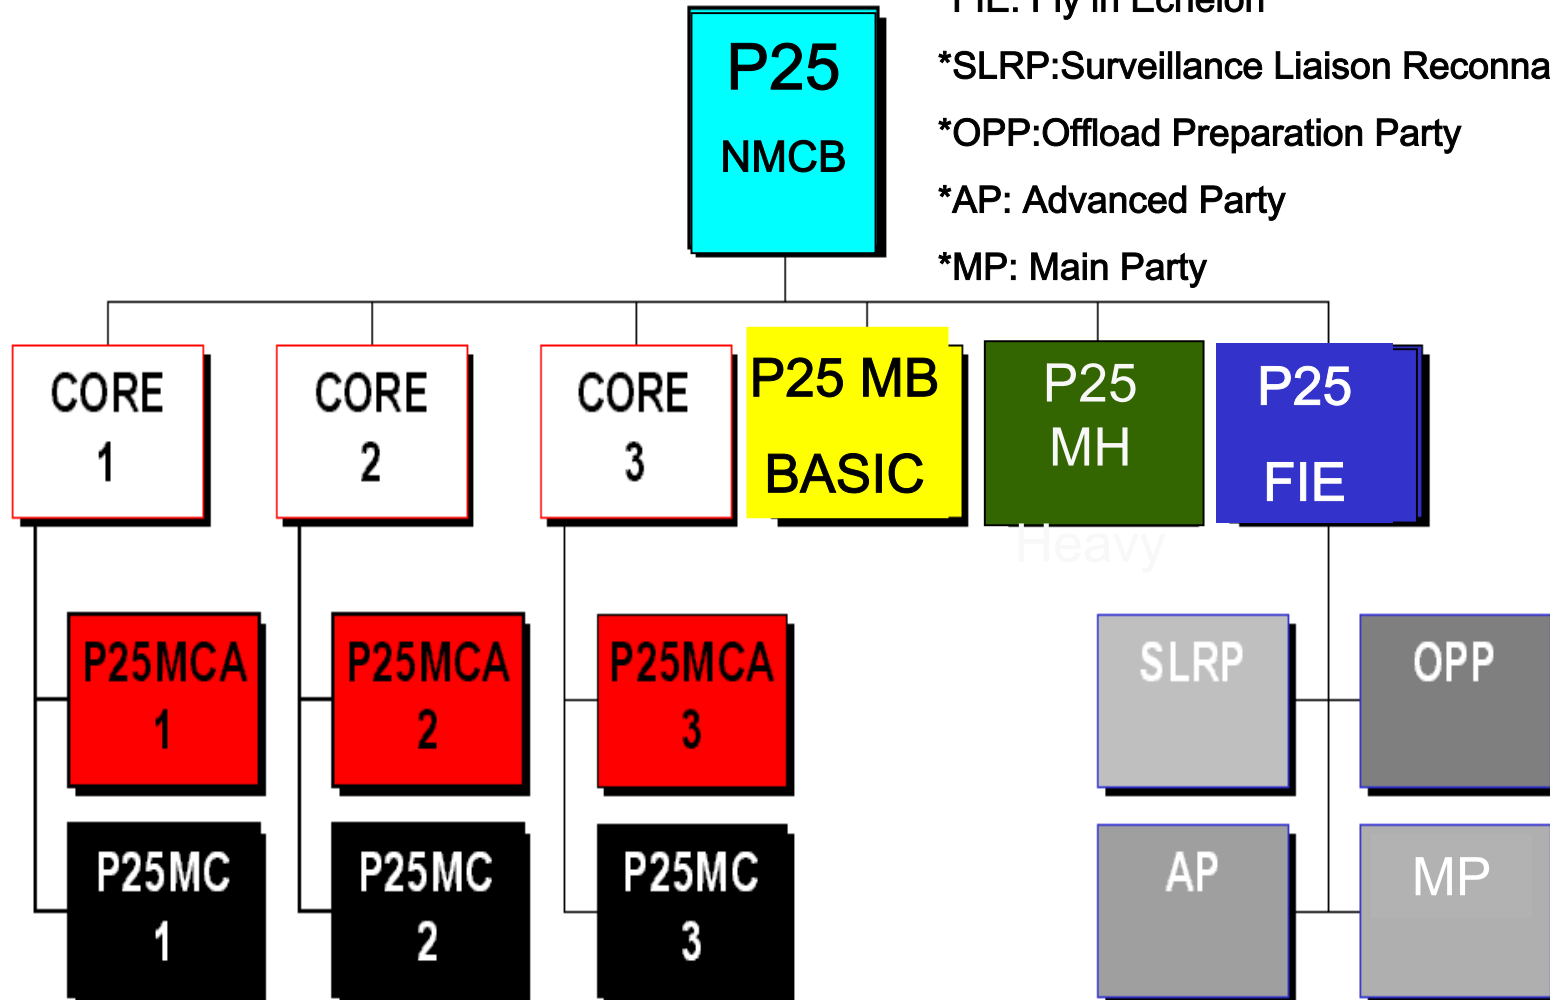 P25
NMCB
*SLRP:Surveillance Liaison Reconna
*OPP:Offload Preparation Party
*AP: Advanced Party
*MP: Main Party
CORE
1
CORE
2
CORE
3
P25 MB
BASIC
P25
MH
Heavy
P25
FIE
P25MCA
1
P25MCA
2
P25MCA
3
SLRP
OPP
P25MC
1
P25MC
2
P25MC
3
AP
MP